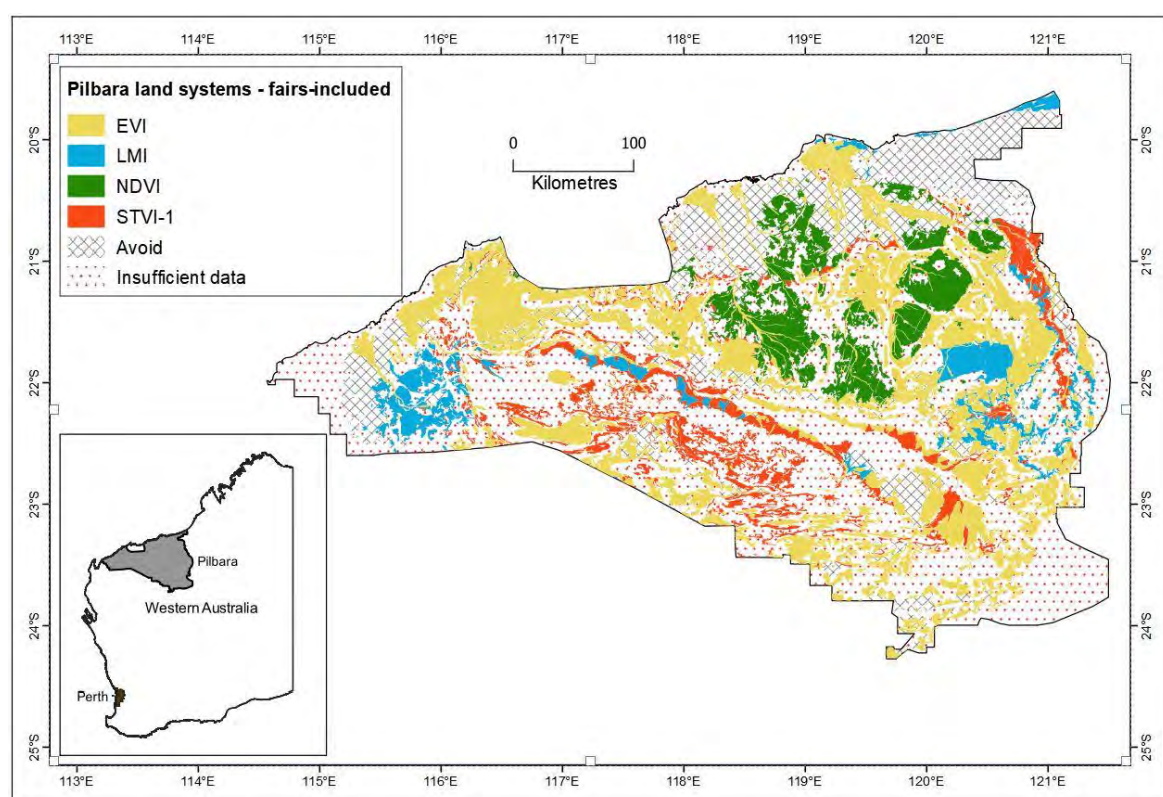 113°E 114°E 115°E 116°E 117°E 118°E 119°E 120°E 121°E
Pilbara land systems - fairs-included
EVI
LMI
NDVI
STVI-1
Avoid
Insufficient data
0 100
Kilometres
20°S 20°S
21°S 21°S
22°S 22°S
23°S 23°S
24°S 24°S
25°S 25°S
Pilbara
Western Australia
Perth
113°E 114°E 115°E 116°E 117°E 118°E 119°E 120°E 121°E